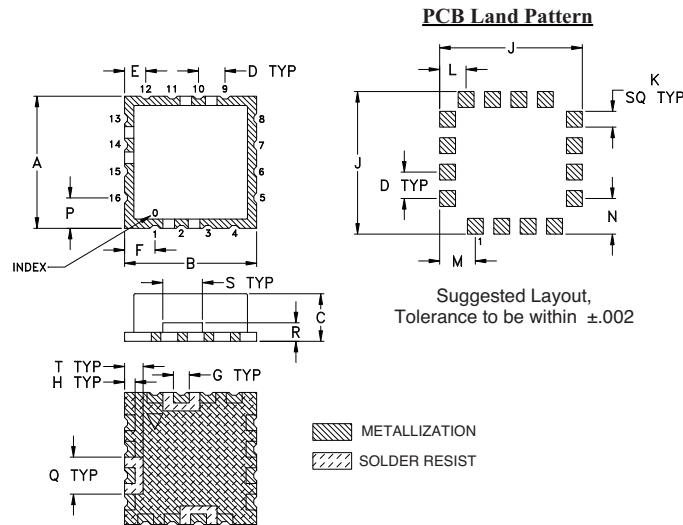 PCB Land Pattern
E
D TYP
12 11 10 9
13
14
15
16
8
7
6
5
A
P
0
1 2 3 4
F
B
INDEX
J
L
K
SQ TYP
J
D TYP
N
1
M
S TYP
C
R
Suggested Layout,
Tolerance to be within ±.002
T TYP
H TYP
G TYP
Q TYP
METALLIZATION
SOLDER RESIST